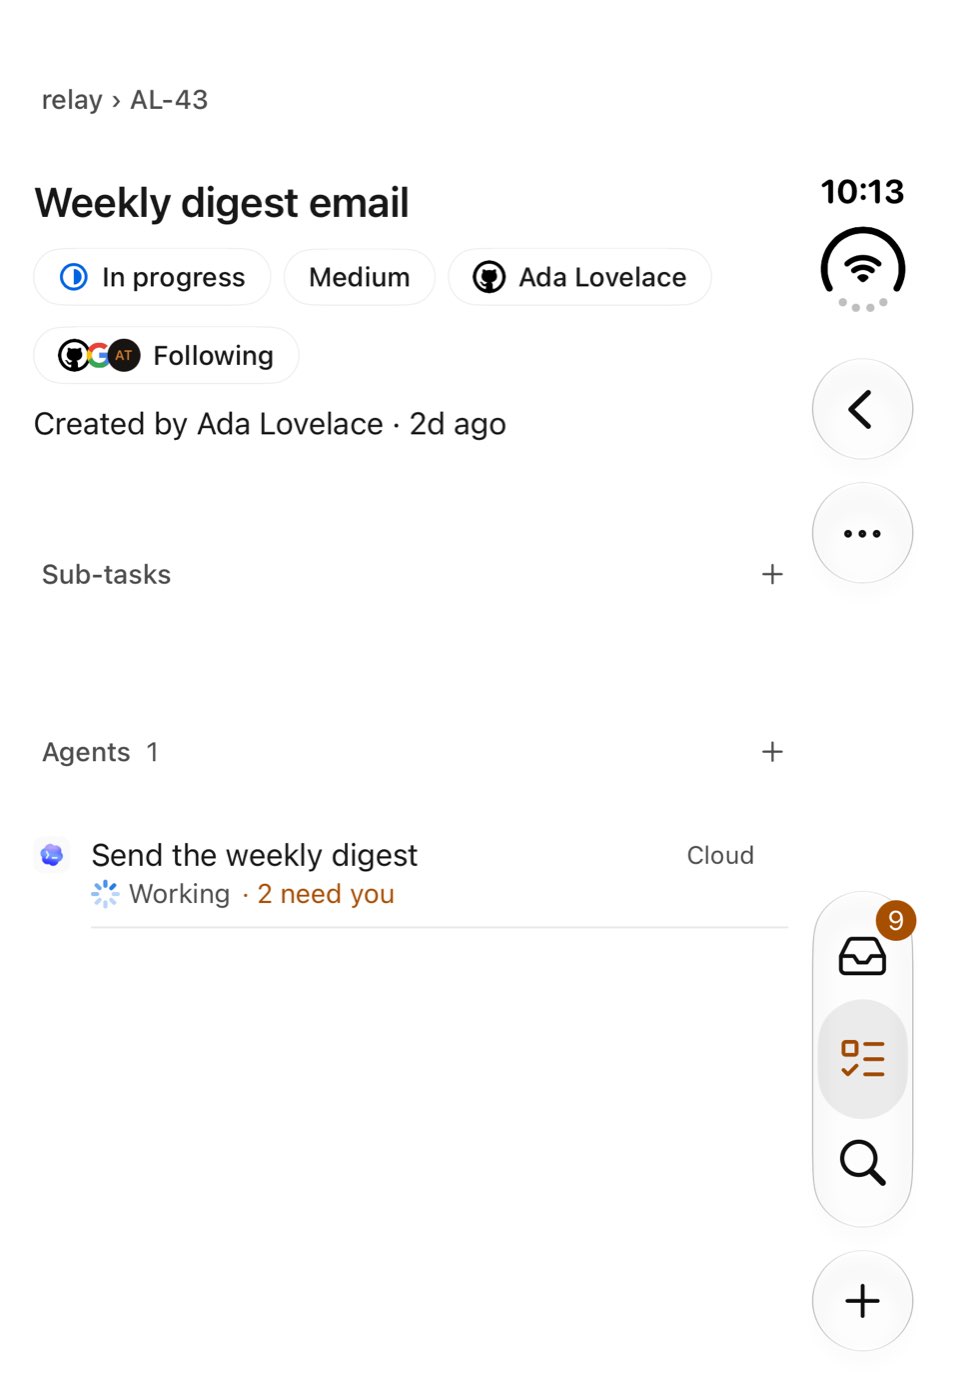 relay › AL-43
Weekly digest email
10:13
In progress
Medium
Ada Lovelace
AT
Following
Created by Ada Lovelace · 2d ago
Sub-tasks
Agents 1
Send the weekly digest
Cloud
Working · 2 need you
9